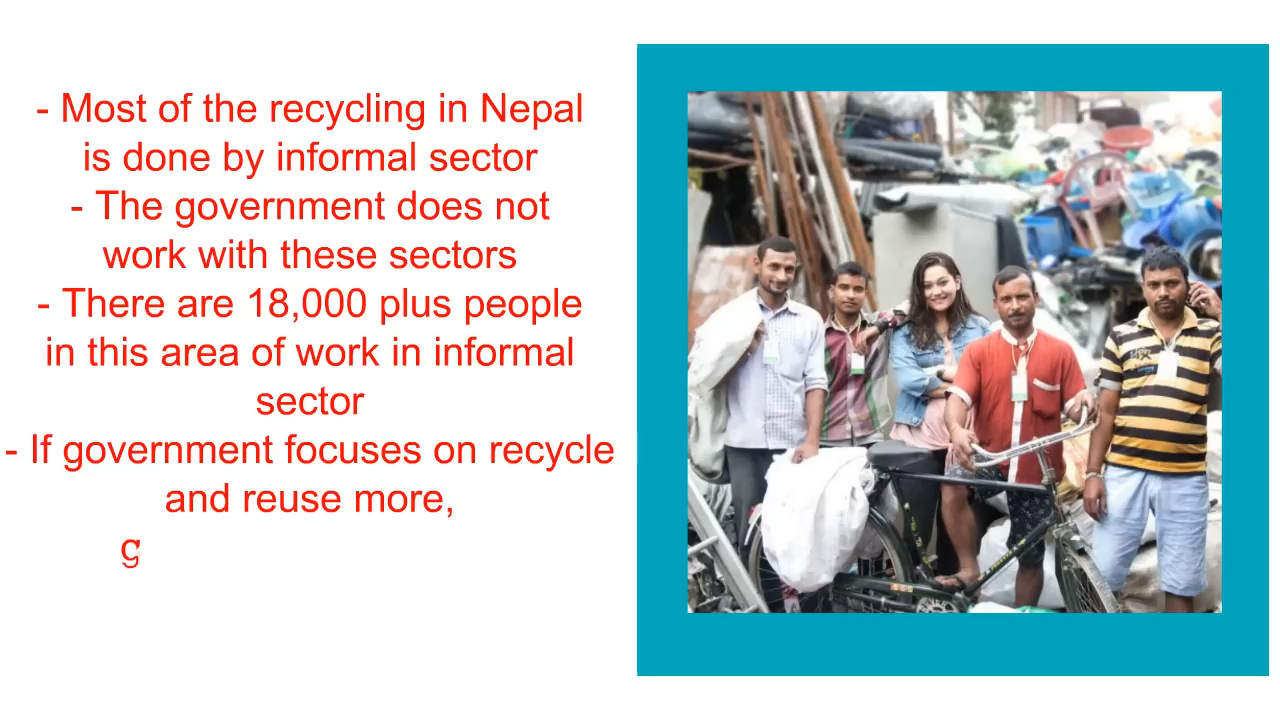 - Most of the recycling in Nepal
is done by informal sector
- The government does not
work with these sectors
- There are 18,000 plus people
in this area of work in informal
sector
- If government focuses on recycle
and reuse more,
g